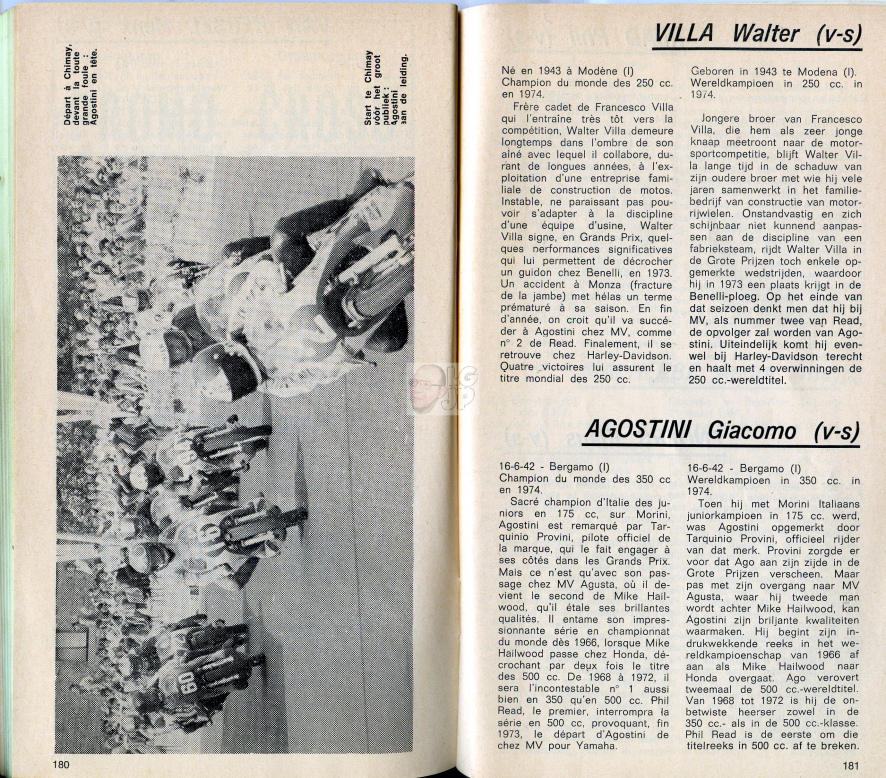 Départ à Chimay,
devant la toute
grande foule :
Agostini en tête.
Start te Chimay
vóór het groot
publiek :
Agostini
aan de leiding.
180
VILLA Walter (v-s)
Né en 1943 à Modène (I)
Champion du monde des 250 cc.
en 1974.
Frère cadet de Francesco Villa
qui l'entraine très tôt vers la
compétition, Walter Villa demeure
longtemps dans l'ombre de son
aîné avec lequel il collabore, du-
rant de longues années, à l'ex-
ploitation d'une entreprise fami-
liale de construction de motos.
Instable, ne paraissant pas pou-
voir s'adapter à la discipline
d'une équipe d'usine, Walter
Villa signe, en Grands Prix, quel-
ques nerformances significatives
qui lui permettent de décrocher
un guidon chez Benelli, en 1973.
Un accident à Monza (fracture
de la jambe) met hélas un terme
prématuré à sa saison. En fin
d'année, on croit qu'il va succé-
der à Agostini chez MV, comme
n° 2 de Read. Finalement, il se
retrouve chez Harley-Davidson.
Quatre victoires lui assurent le
titre mondial des 250 cc.
Geboren in 1943 te Modena (I).
Wereldkampioen in 250 cc. in
1974.
Jongere broer van Francesco
Villa, die hem als zeer jonge
knaap meetroont naar de motor-
sportcompetitie, blijft Walter Vil-
la lange tijd in de schaduw van
zijn oudere broer met wie hij vele
jaren samenwerkt in het familie-
bedrijf van constructie van motor-
rijwielen. Onstandvastig en zich
schijnbaar niet kunnend aanpas-
sen aan de discipline van een
fabrieksteam, rijdt Walter Villa in
de Grote Prijzen toch enkele op-
gemerkte wedstrijden, waardoor
hij in 1973 een plaats krijgt in de
Benelli-ploeg. Op het einde van
dat seizoen denkt men dat hij bij
MV, als nummer twee van Read,
de opvolger zal worden van Ago-
stini. Uiteindelijk komt hij even-
wel bij Harley-Davidson terecht
en haalt met 4 overwinningen de
250 cc.-wereldtitel.
AGOSTINI Giacomo (v-s)
16-6-42 - Bergamo (I)
Champion du monde des 350 cc
en 1974.
Sacré champion d'Italie des ju-
niors en 175 cc, sur Morini,
Agostini est remarqué par Tar-
quinio Provini, pilote officiel de
la marque, qui le fait engager à
ses côtés dans les Grands Prix.
Mais ce n'est qu'avec son pas-
sage chez MV Agusta, où il de-
vient le second de Mike Hail-
wood, qu'il étale ses brillantes
qualités. Il entame son impres-
sionnante série en championnat
du monde dès 1966, lorsque Mike
Hailwood passe chez Honda, dé-
crochant par deux fois le titre
des 500 cc. De 1968 à 1972, il
sera l'incontestable n° 1 aussi
bien en 350 qu'en 500 cc. Phil
Read, le premier, interrompra la
série en 500 cc, provoquant, fin
1973, le départ d'Agostini de
chez MV pour Yamaha.
16-6-42 - Bergamo (I)
Wereldkampioen in 350 cc. in
1974.
Toen hij met Morini Italiaans
juniorkampioen in 175 cc. werd,
was Agostini opgemerkt door
Tarquinio Provini, officieel rijder
van dat merk. Provini zorgde er
voor dat Ago aan zijn zijde in de
Grote Prijzen verscheen. Maar
pas met zijn overgang naar MV
Agusta, waar hij tweede man
wordt achter Mike Hailwood, kan
Agostini zijn briljante kwaliteiten
waarmaken. Hij begint zijn in-
drukwekkende reeks in het we-
reldkampioenschap van 1966 af
aan als Mike Hailwood naar
Honda overgaat. Ago verovert
tweemaal de 500 cc.-wereldtitel.
Van 1968 tot 1972 is hij de on-
betwiste heerser zowel in de
350 cc.- als in de 500 cc.-klasse.
Phil Read is de eerste om die
titelreeks in 500 cc. af te breken.
181